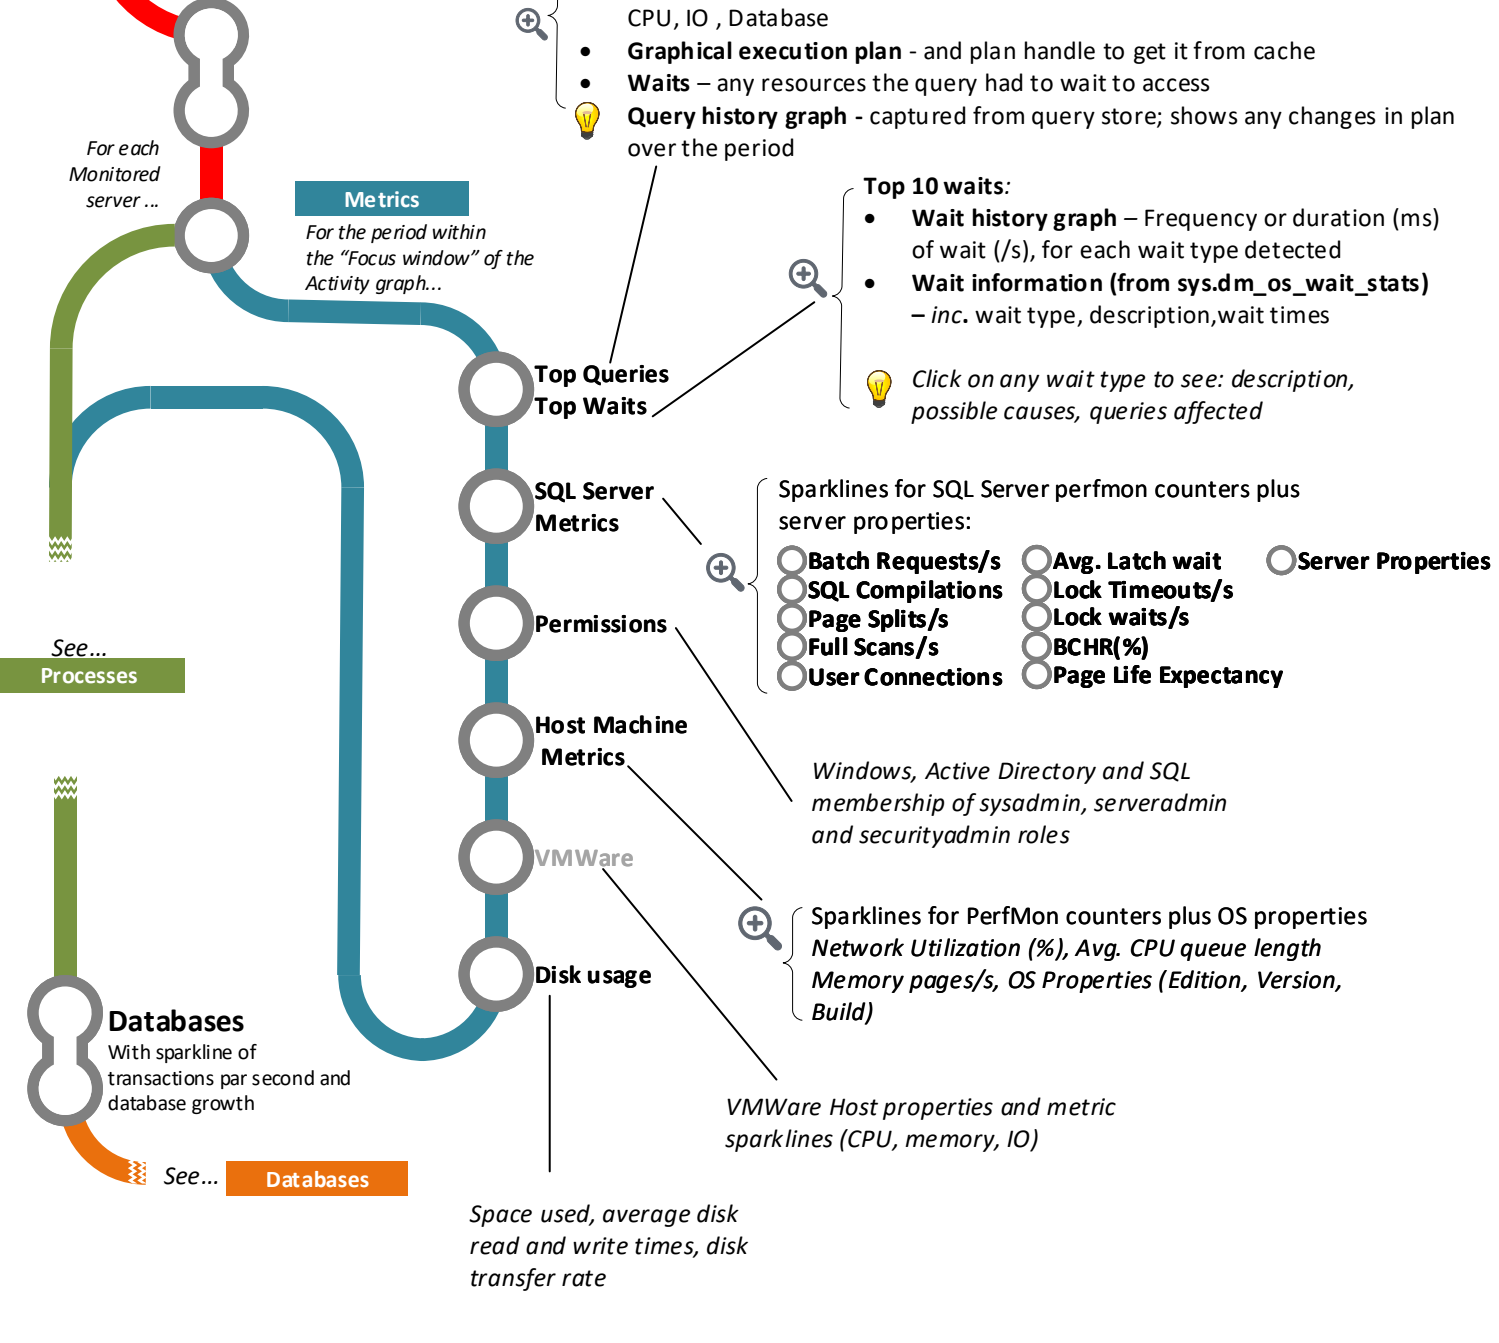 CPU, IO , Database
• Graphical execution plan - and plan handle to get it from cache
• Waits – any resources the query had to wait to access
Query history graph - captured from query store; shows any changes in plan
over the period
For each
Monitored
server ...
Metrics
For the period within
the “Focus window” of the
Activity graph...
Top 10 waits:
• Wait history graph – Frequency or duration (ms)
of wait (/s), for each wait type detected
• Wait information (from sys.dm_os_wait_stats)
– inc. wait type, description,wait times
Click on any wait type to see: description,
possible causes, queries affected
Top Queries
Top Waits
SQL Server
Metrics
Sparklines for SQL Server perfmon counters plus
server properties:
Batch Requests/s Avg. Latch wait Server Properties
SQL Compilations Lock Timeouts/s
Page Splits/s Lock waits/s
Full Scans/s BCHR(%)
User Connections Page Life Expectancy
Permissions
See...
Processes
Host Machine
Metrics
Windows, Active Directory and SQL
membership of sysadmin, serveradmin
and securityadmin roles
VMWare
Sparklines for PerfMon counters plus OS properties
Network Utilization (%), Avg. CPU queue length
Memory pages/s, OS Properties (Edition, Version,
Build)
Disk usage
Databases
With sparkline of
transactions par second and
database growth
VMWare Host properties and metric
sparklines (CPU, memory, IO)
See... Databases
Space used, average disk
read and write times, disk
transfer rate